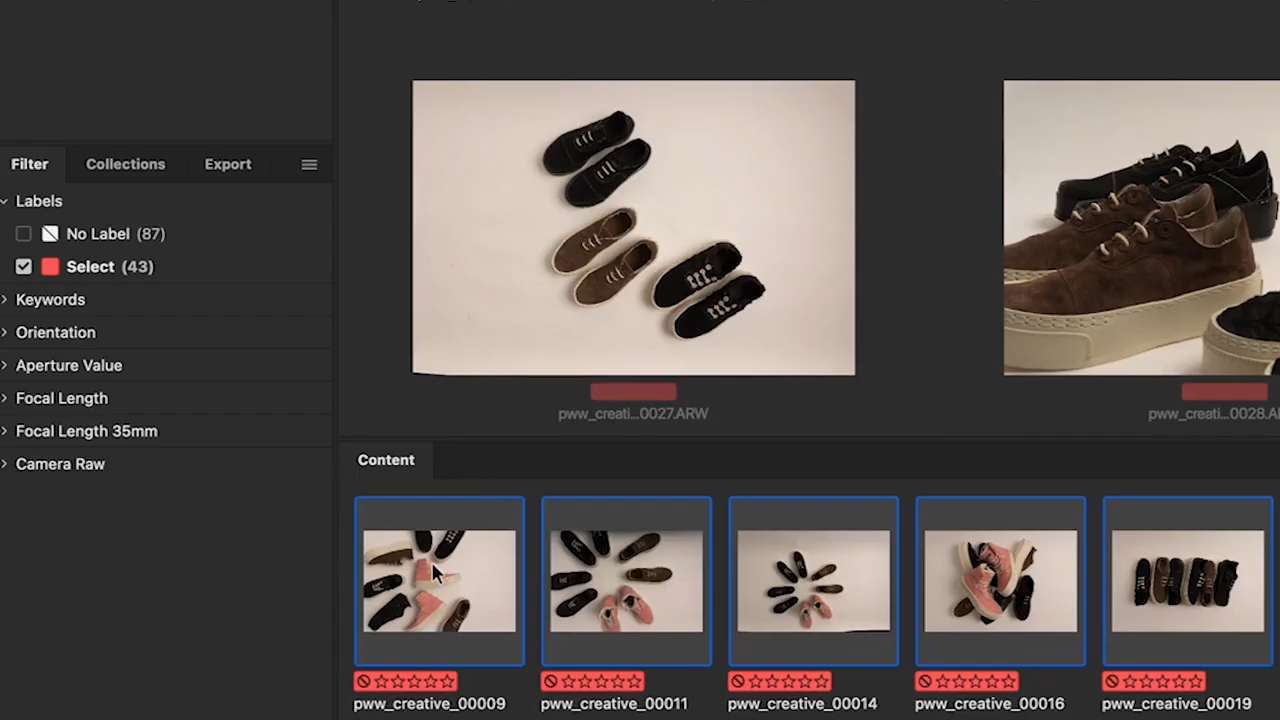 Filter
Collections
Export
Labels
No Label (87)
Select (43)
Keywords
Orientation
Aperture Value
Focal Length
Focal Length 35mm
Camera Raw
pww_creati...0027.ARW
pww_creati...0028.A
Content
pww_creative_00009
pww_creative_00011
pww_creative_00014
pww_creative_00016
pww_creative_00019